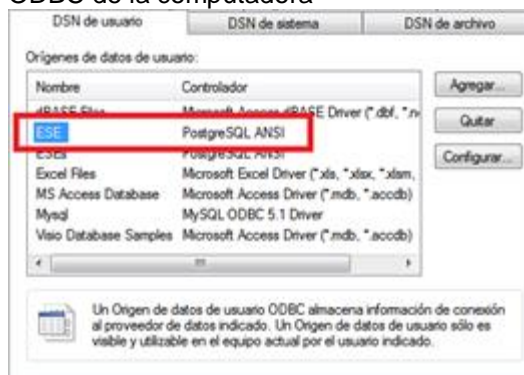 ODBC de la computadora
DSN de usuario DSN de sistema DSN de archivo
Orígenes de datos de usuario:
Nombre Controlador
dBASE Files Microsoft Access dBASE Driver (*.dbf, *.n
ESE PostgreSQL ANSI
ESEs PostgreSQL ANSI
Excel Files Microsoft Excel Driver (*.xls, *.xlsx, *.xlsm,
MS Access Database Microsoft Access Driver (*.mdb, *.accdb)
Mysql MySQL ODBC 5.1 Driver
Visio Database Samples Microsoft Access Driver (*.mdb, *.accdb)
Agregar...
Quitar
Configurar...
Un Origen de datos de usuario ODBC almacena información de conexión
al proveedor de datos indicado. Un Origen de datos de usuario sólo es
visible y utilizable en el equipo actual por el usuario indicado.